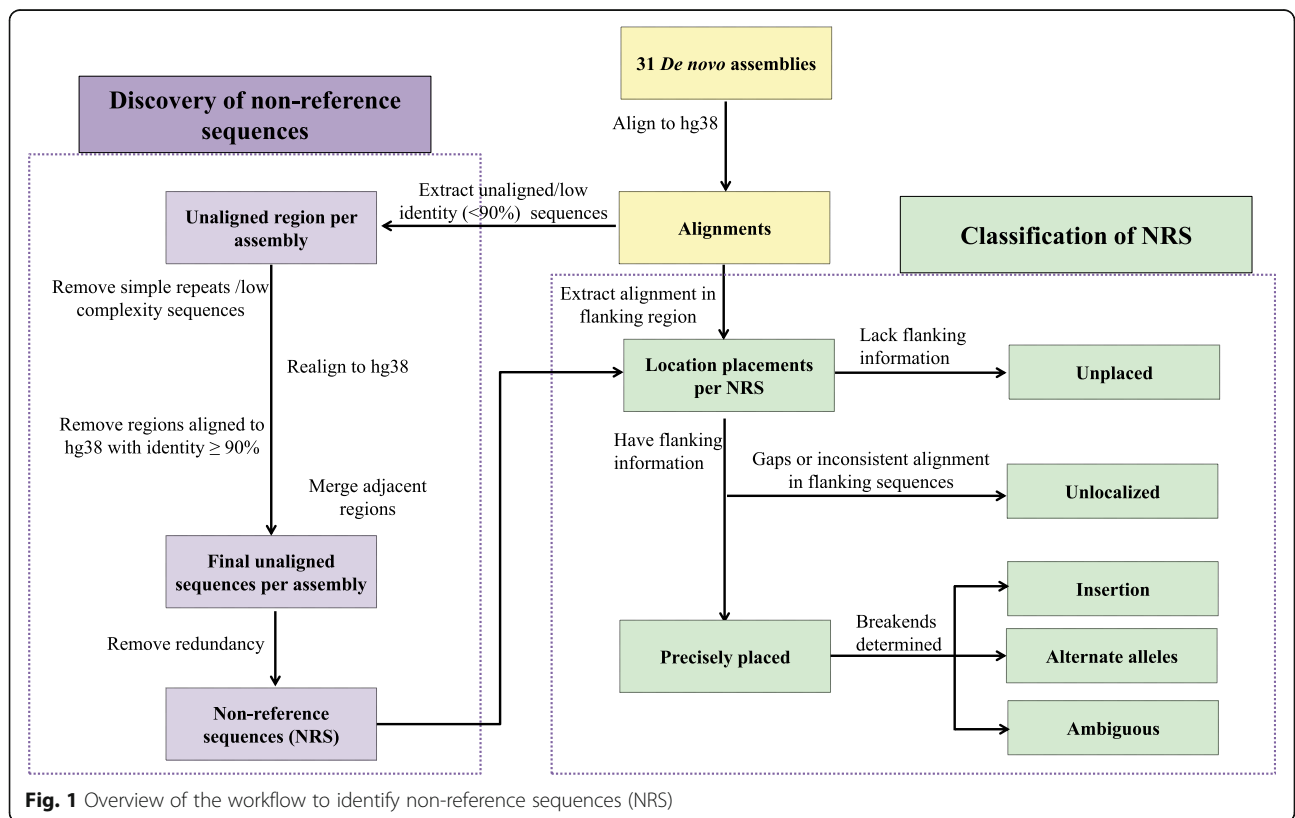 31 De novo assemblies
Discovery of non-reference
sequences
Align to hg38
Extract unaligned/low
identity (<90%) sequences
Unaligned region per
assembly
Alignments
Classification of NRS
Remove simple repeats /low
complexity sequences
Extract alignment in
flanking region
Realign to hg38
Location placements
per NRS
Lack flanking
information
Unplaced
Remove regions aligned to
hg38 with identity ≥ 90%
Have flanking
information
Gaps or inconsistent alignment
in flanking sequences
Unlocalized
Merge adjacent
regions
Final unaligned
sequences per assembly
Insertion
Remove redundancy
Precisely placed
Breakends
determined
Alternate alleles
Non-reference
sequences (NRS)
Ambiguous
Fig. 1 Overview of the workflow to identify non-reference sequences (NRS)